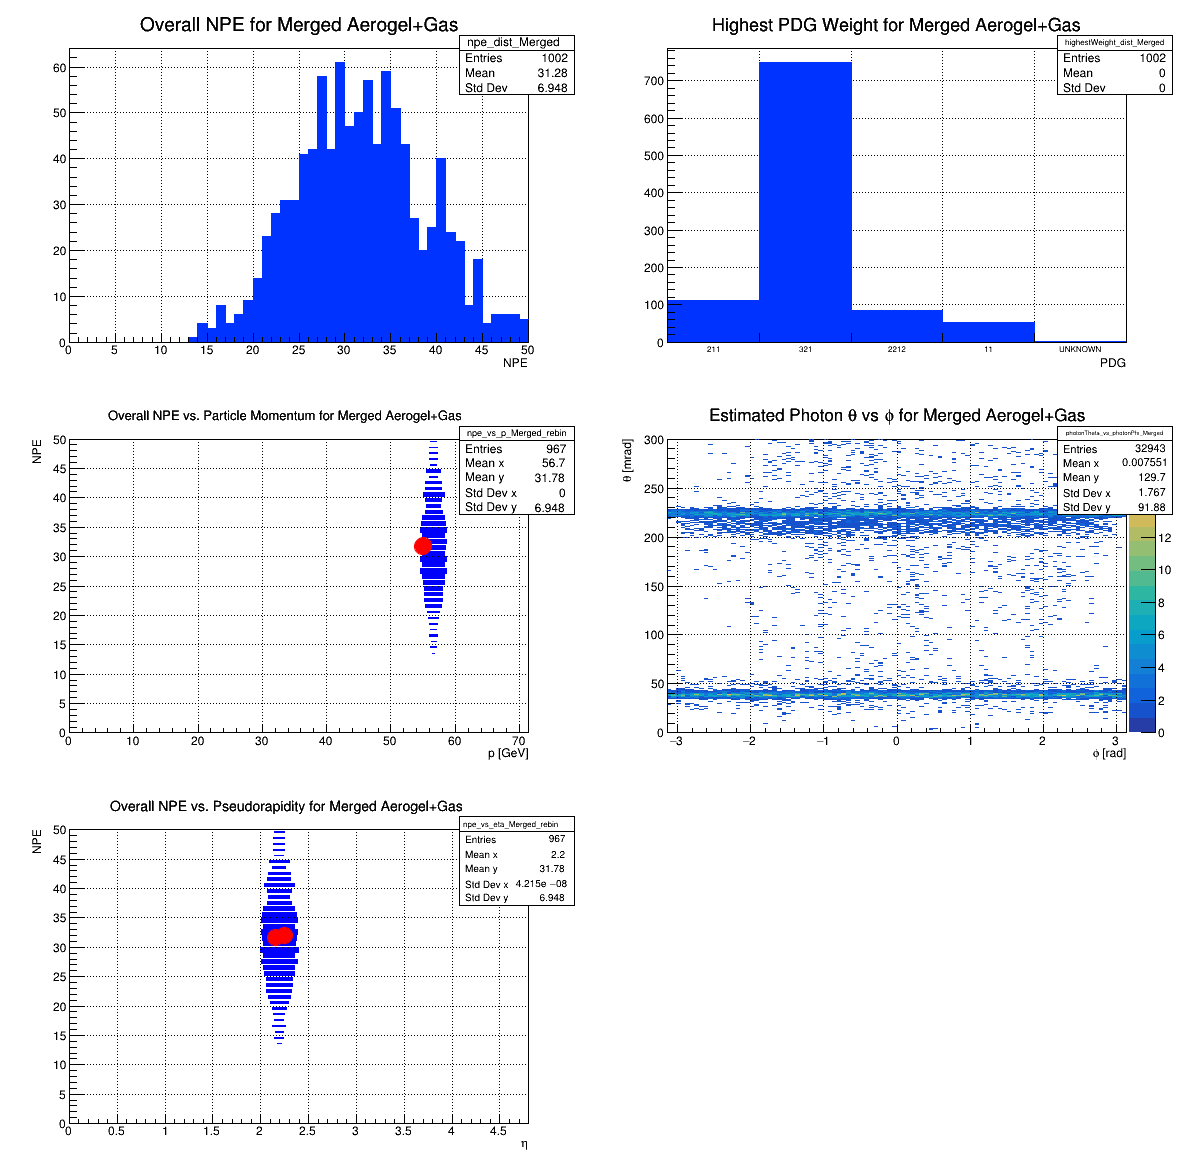 Overall NPE for Merged Aerogel+Gas
npe_dist_Merged
Entries 1002
Mean 31.28
Std Dev 6.948
60
50
40
30
20
10
0
0 5 10 15 20 25 30 35 40 45 50
NPE
Highest PDG Weight for Merged Aerogel+Gas
highestWeight_dist_Merged
Entries 1002
Mean 0
Std Dev 0
700
600
500
400
300
200
100
0
211 321 2212 11 UNKNOWN
PDG
Overall NPE vs. Particle Momentum for Merged Aerogel+Gas
npe_vs_p_Merged_rebin
Entries 967
Mean x 56.7
Mean y 31.78
Std Dev x 0
Std Dev y 6.948
NPE
50
45
40
35
30
25
20
15
10
5
0
0 10 20 30 40 50 60 70
p [GeV]
Estimated Photon θ vs ϕ for Merged Aerogel+Gas
photonTheta_vs_photonPhi_Merged
Entries 32943
Mean x 0.007551
Mean y 129.7
Std Dev x 1.767
Std Dev y 91.88
θ [mrad]
300
250
200
150
100
50
0
−3 −2 −1 0 1 2 3
ϕ [rad]
12
10
8
6
4
2
0
Overall NPE vs. Pseudorapidity for Merged Aerogel+Gas
npe_vs_eta_Merged_rebin
Entries 967
Mean x 2.2
Mean y 31.78
Std Dev x 4.215e −08
Std Dev y 6.948
NPE
50
45
40
35
30
25
20
15
10
5
0
0 0.5 1 1.5 2 2.5 3 3.5 4 4.5
η